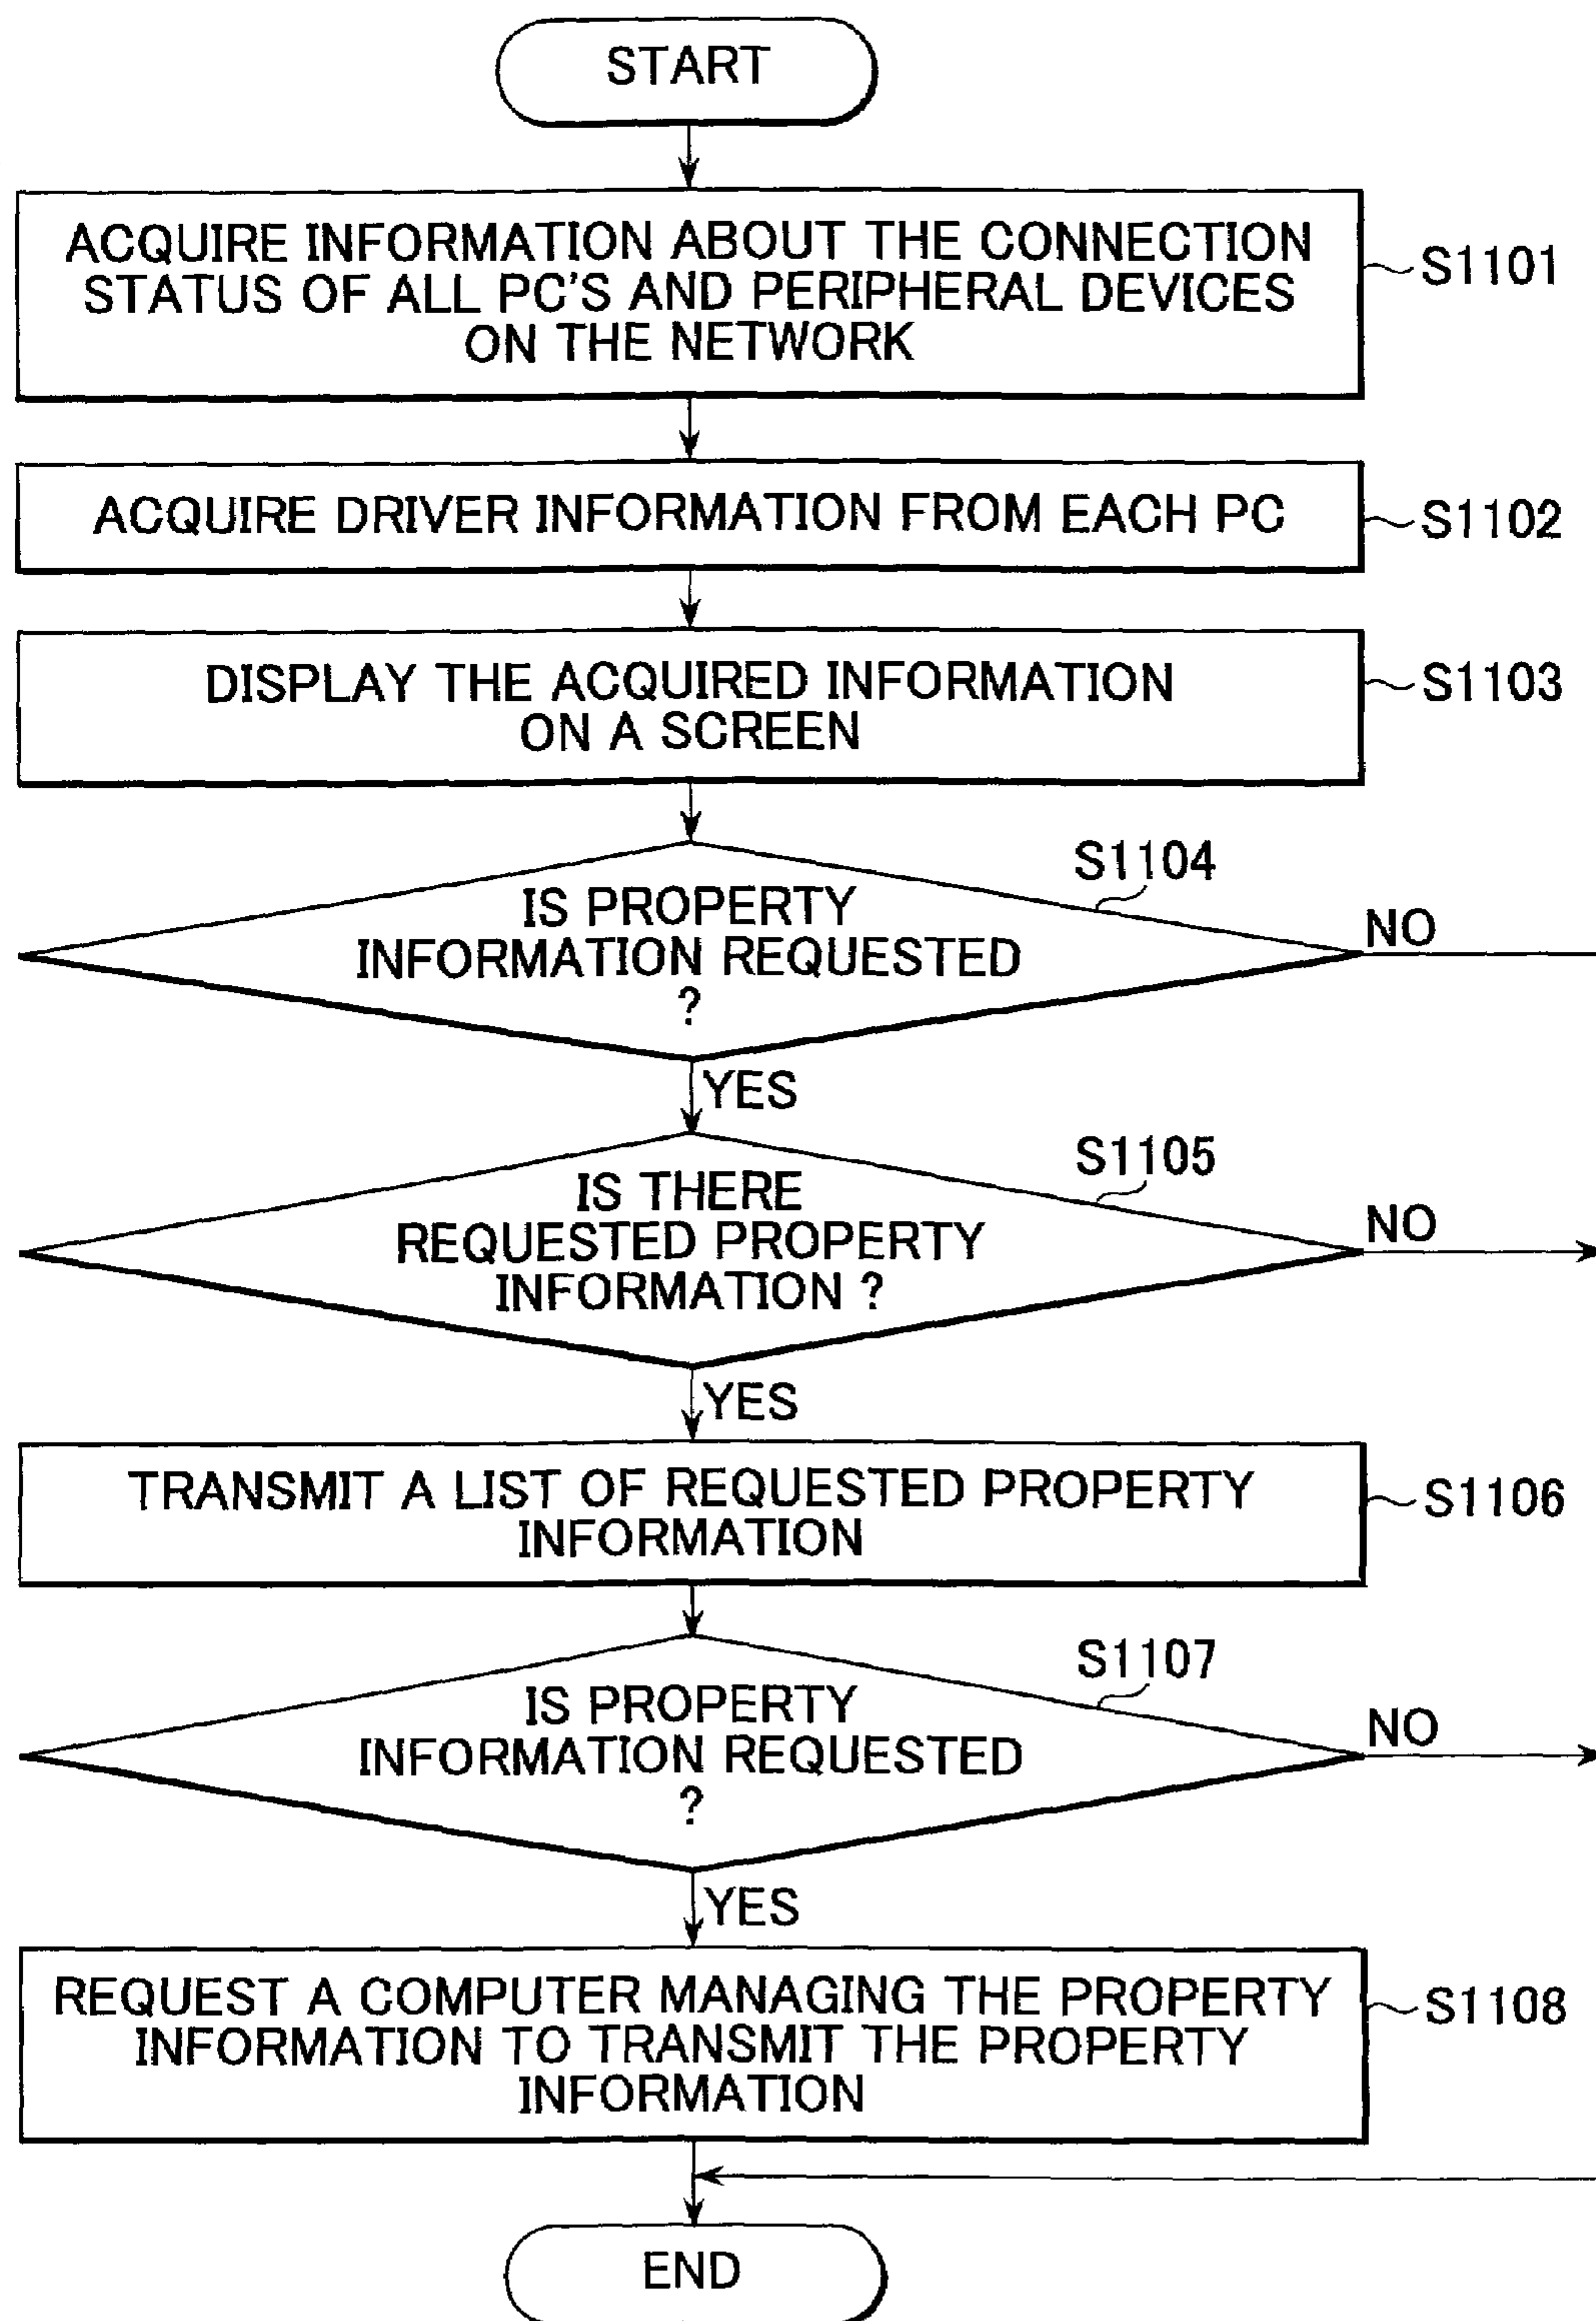 START
ACQUIRE INFORMATION ABOUT THE CONNECTION
STATUS OF ALL PC'S AND PERIPHERAL DEVICES
ON THE NETWORK
S1101
ACQUIRE DRIVER INFORMATION FROM EACH PC
S1102
DISPLAY THE ACQUIRED INFORMATION
ON A SCREEN
S1103
S1104
IS PROPERTY
INFORMATION REQUESTED
?
NO
YES
S1105
IS THERE
REQUESTED PROPERTY
INFORMATION ?
NO
YES
TRANSMIT A LIST OF REQUESTED PROPERTY
INFORMATION
S1106
S1107
IS PROPERTY
INFORMATION REQUESTED
?
NO
YES
REQUEST A COMPUTER MANAGING THE PROPERTY
INFORMATION TO TRANSMIT THE PROPERTY
INFORMATION
S1108
END